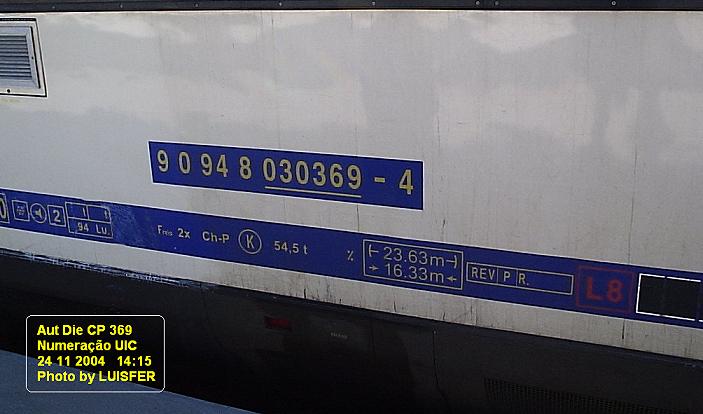 9 0 94 8 030369 - 4
2
94 Lu.
Fmis 2x Ch-P K 54,5 t
23.63m
16.33m
REV P R.
L8
Aut Die CP 369
Numeração UIC
24 11 2004 14:15
Photo by LUISFER